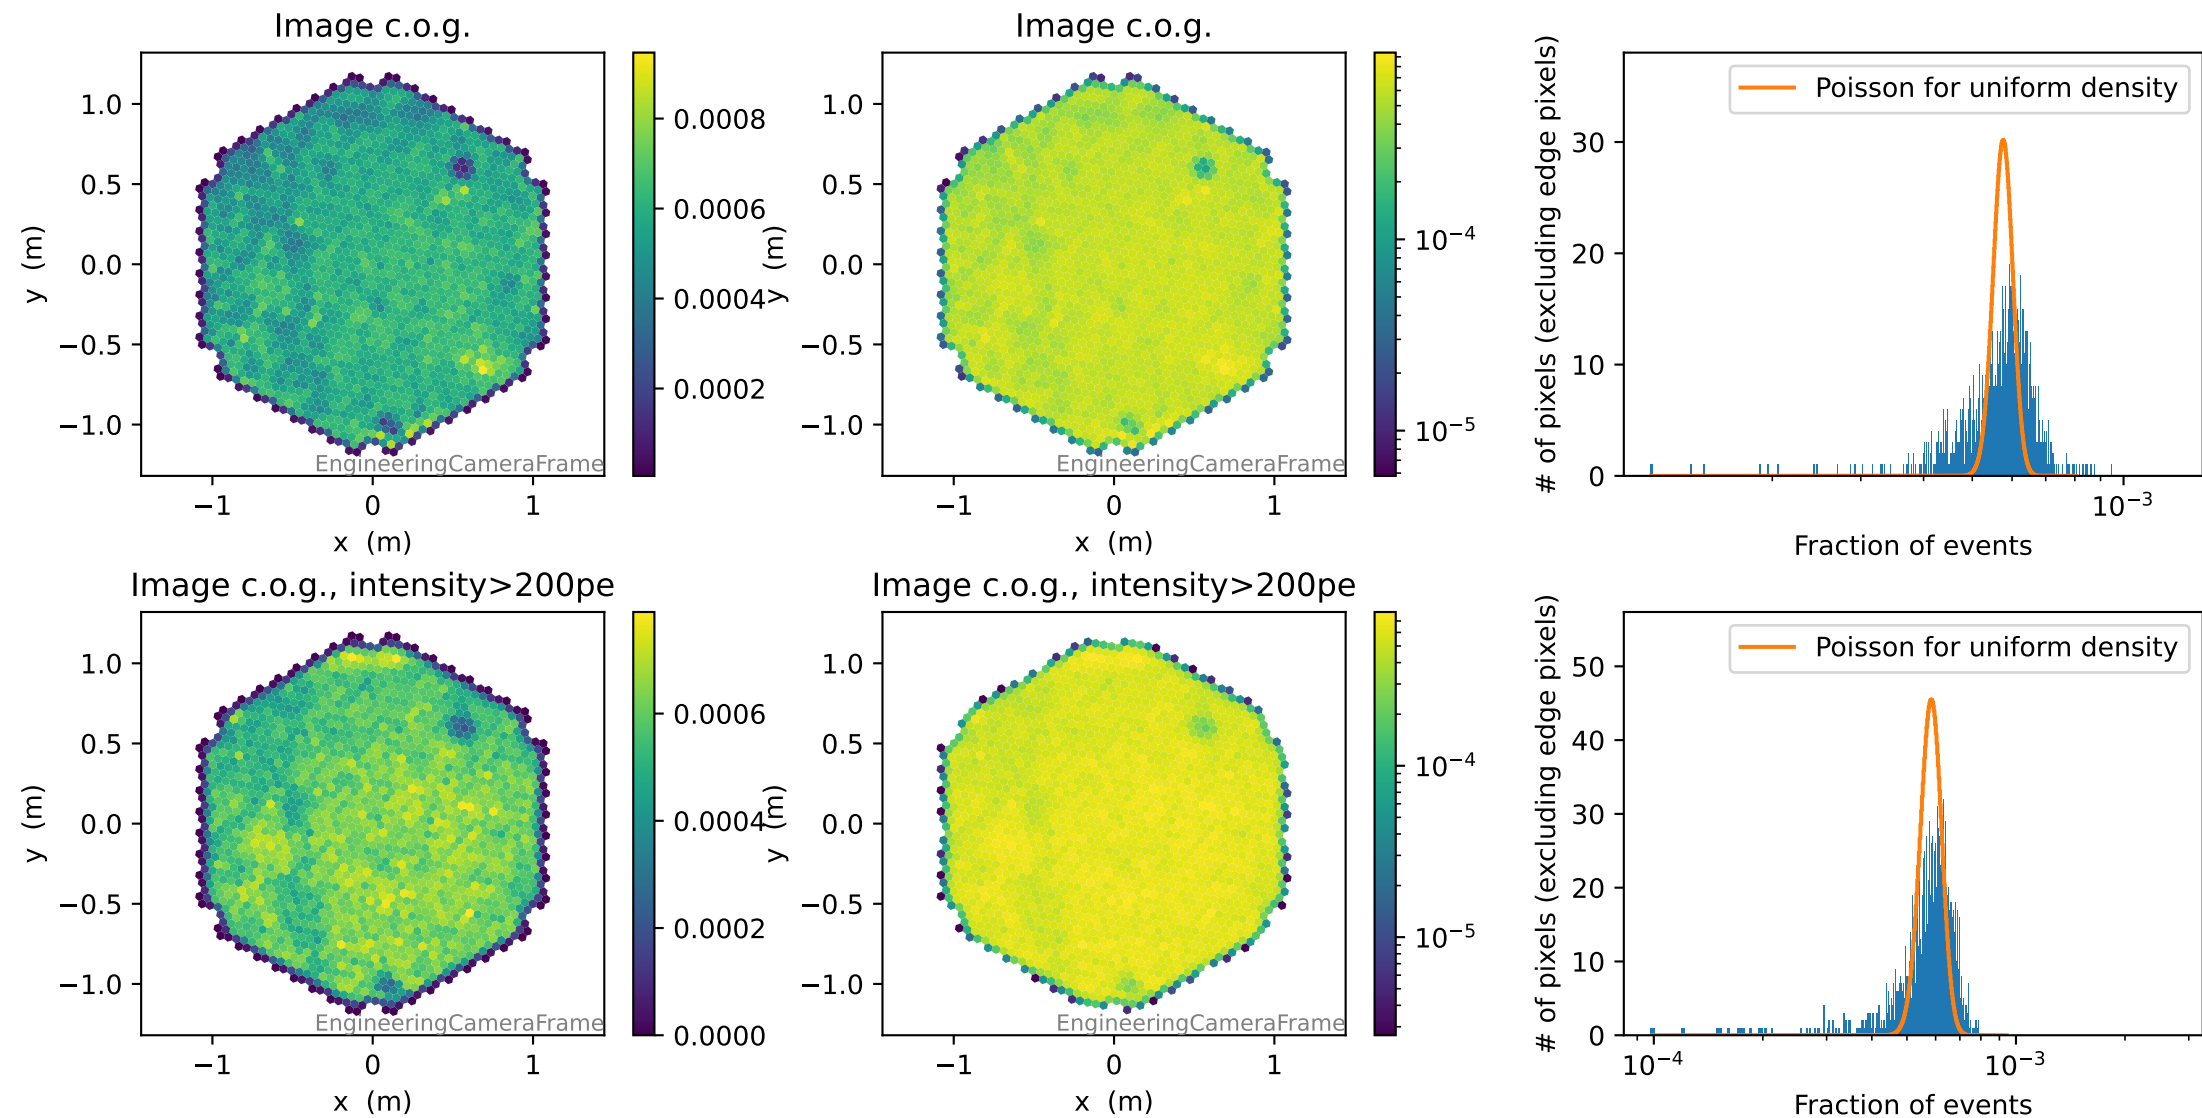 Image c.o.g.
1.0
0.5
0.0
−0.5
−1.0
y (m)
−1
0
1
x (m)
EngineeringCameraFrame
0.0008
0.0006
0.0004
0.0002
Image c.o.g.
1.0
0.5
0.0
−0.5
−1.0
y (m)
−1
0
1
x (m)
EngineeringCameraFrame
10⁻⁴
10⁻⁵
# of pixels (excluding edge pixels)
30
20
10
0
Poisson for uniform density
10⁻³
Fraction of events
Image c.o.g., intensity>200pe
1.0
0.5
0.0
−0.5
−1.0
y (m)
−1
0
1
x (m)
EngineeringCameraFrame
0.0006
0.0004
0.0002
0.0000
Image c.o.g., intensity>200pe
1.0
0.5
0.0
−0.5
−1.0
y (m)
−1
0
1
x (m)
EngineeringCameraFrame
10⁻⁴
10⁻⁵
# of pixels (excluding edge pixels)
50
40
30
20
10
0
Poisson for uniform density
10⁻⁴
10⁻³
Fraction of events